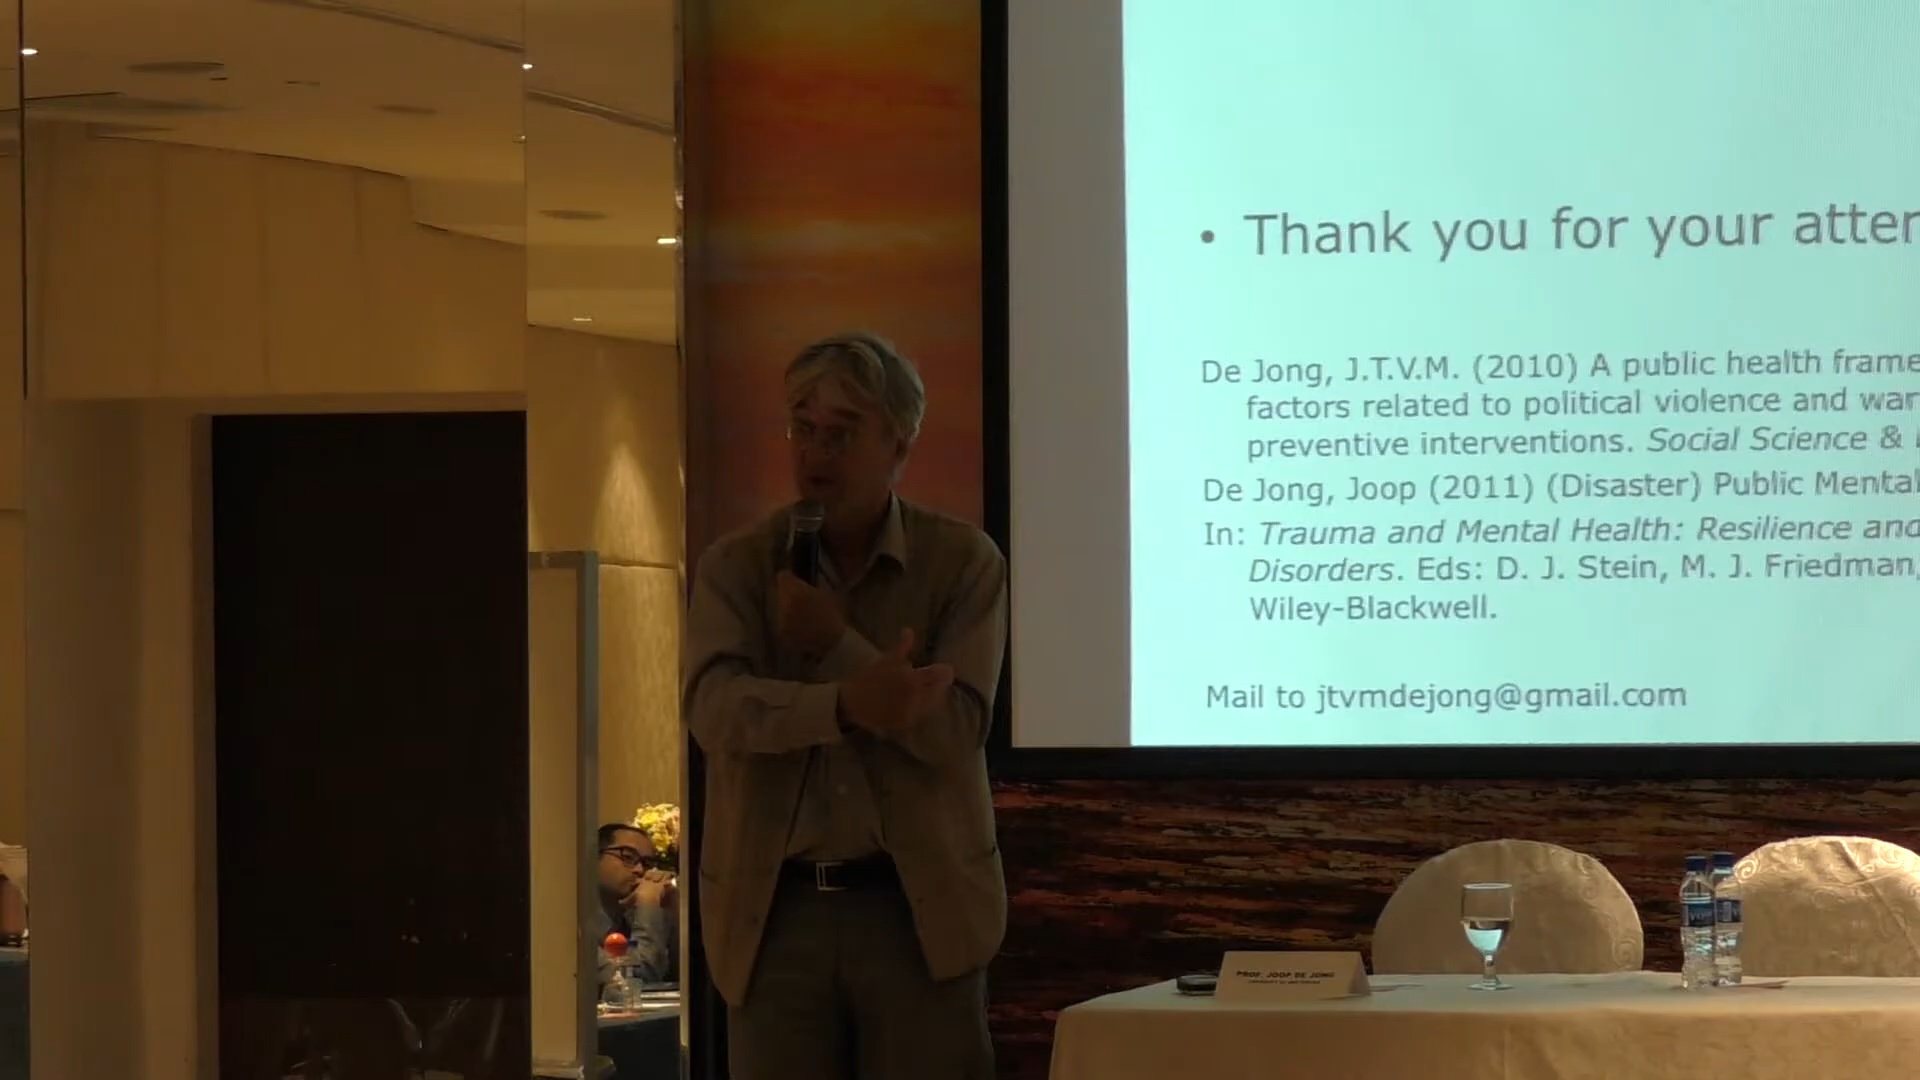 • Thank you for your atten
De Jong, J.T.V.M. (2010) A public health frame
factors related to political violence and war
preventive interventions. Social Science &
De Jong, Joop (2011) (Disaster) Public Mental
In: Trauma and Mental Health: Resilience and
Disorders. Eds: D. J. Stein, M. J. Friedman,
Wiley-Blackwell.
Mail to jtvmdejong@gmail.com
PROF. JOOP DE JONG